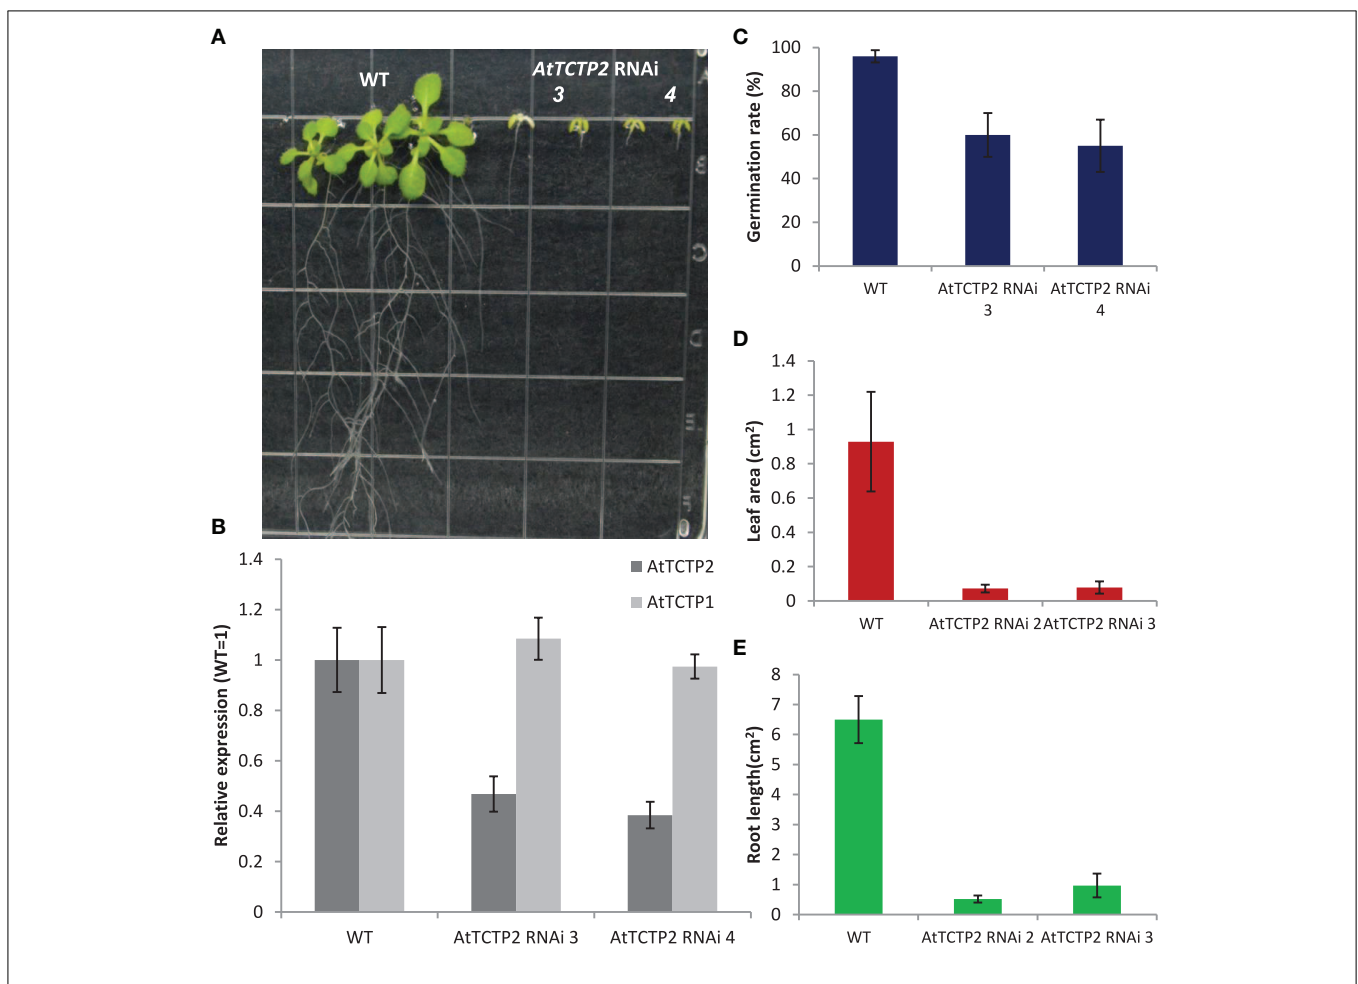 A
WT
AtTCTP2 RNAi
3 4
B
1.4
1.2
1
0.8
0.6
0.4
0.2
0
Relative expression (WT=1)
AtTCTP2
AtTCTP1
WT AtTCTP2 RNAi 3 AtTCTP2 RNAi 4
C
100
80
60
40
20
0
Germination rate (%)
WT AtTCTP2 RNAi AtTCTP2 RNAi
3 4
D
1.4
1.2
1
0.8
0.6
0.4
0.2
0
Leaf area (cm²)
WT AtTCTP2 RNAi 2 AtTCTP2 RNAi 3
E
8
7
6
5
4
3
2
1
0
Root length(cm²)
WT AtTCTP2 RNAi 2 AtTCTP2 RNAi 3